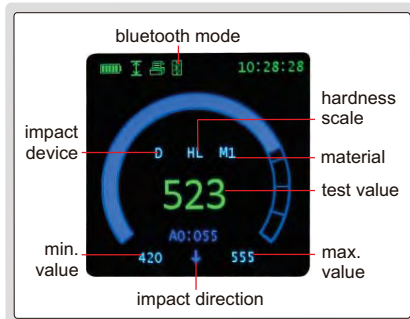 bluetooth mode
10:28:28
hardness
scale
impact
device
D HL M1
material
523
test value
A0:055
min.
value
420
555
max.
value
impact direction